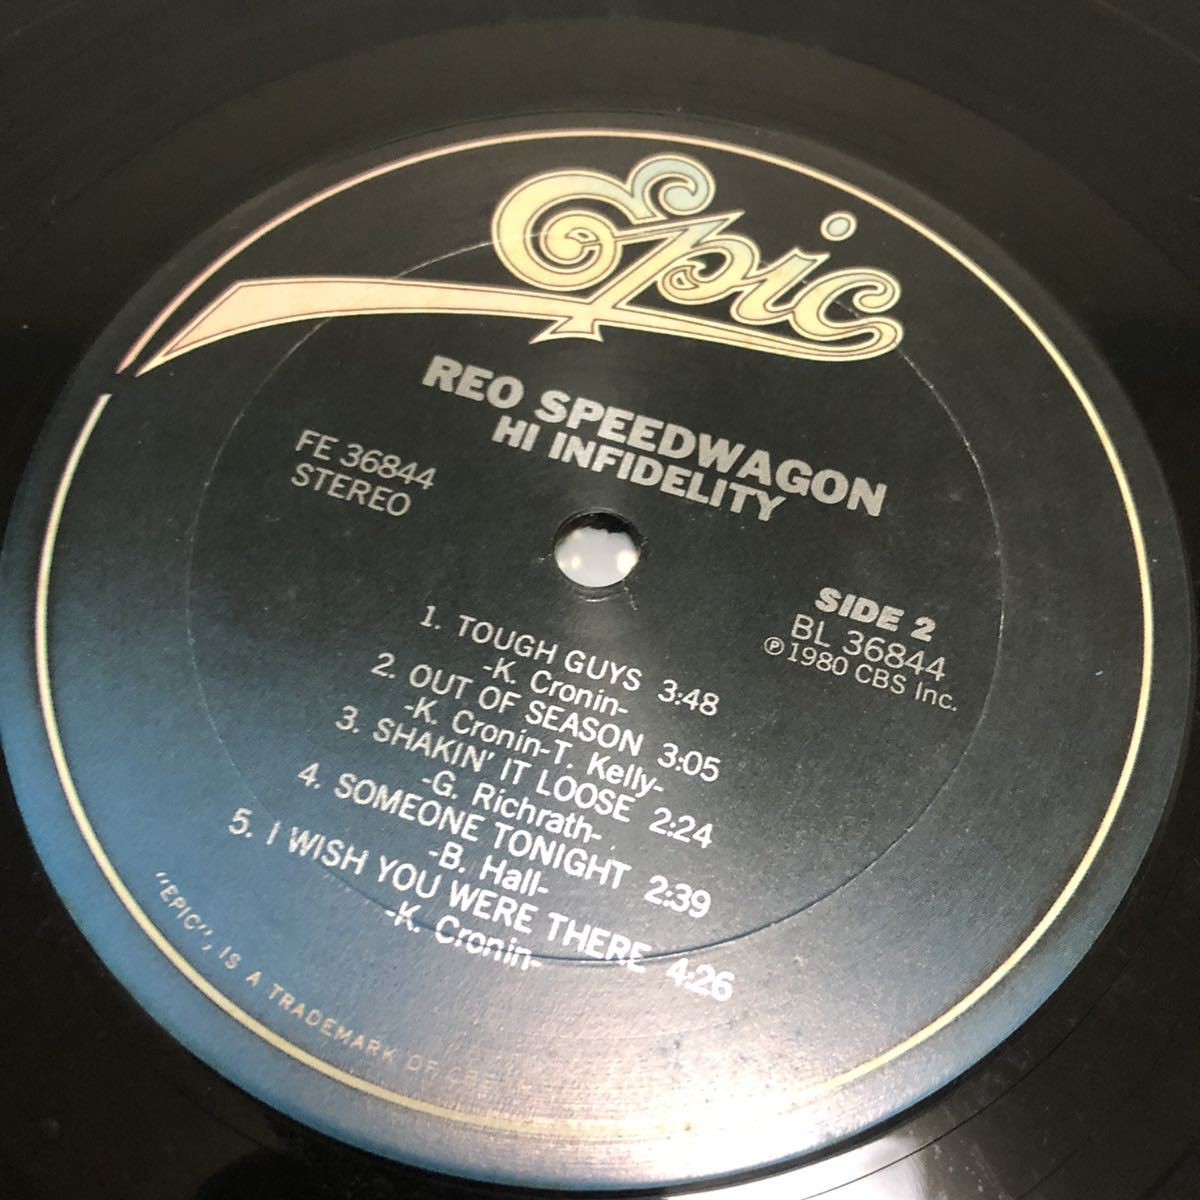 Epic
REO SPEEDWAGON
HI INFIDELITY
FE 36844
STEREO
SIDE 2
BL 36844
℗1980 CBS Inc.
1. TOUGH GUYS 3:48
-K. Cronin-
2. OUT OF SEASON 3:05
-K. Cronin-T. Kelly-
3. SHAKIN' IT LOOSE 2:24
-G. Richrath-
4. SOMEONE TONIGHT 2:39
-B. Hall-
5. I WISH YOU WERE THERE 4:26
-K. Cronin-
"EPIC", IS A TRADEMARK OF CBS